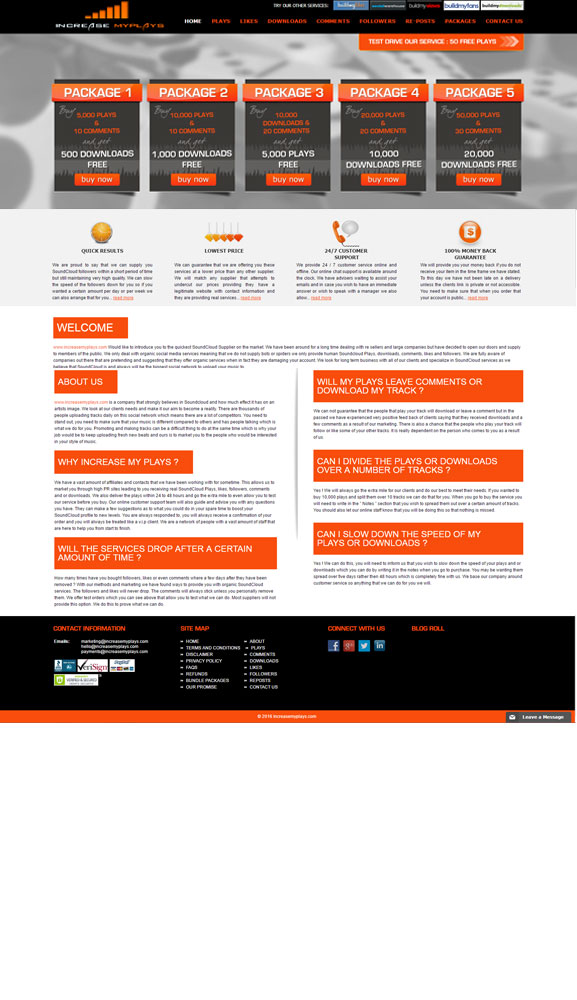 TRY OUR OTHER SERVICES:
INCREASE MYPLAYS
HOME PLAYS LIKES DOWNLOADS COMMENTS FOLLOWERS RE-POSTS PACKAGES CONTACT US
TEST DRIVE OUR SERVICE : 50 FREE PLAYS
PACKAGE 1
Buy
5,000 PLAYS
&
10 COMMENTS
and get
500 DOWNLOADS
FREE
buy now
PACKAGE 2
Buy
10,000 PLAYS
&
10 COMMENTS
and get
1,000 DOWNLOADS
FREE
buy now
PACKAGE 3
Buy
10,000
DOWNLOADS &
20 COMMENTS
and get
5,000 PLAYS
FREE
buy now
PACKAGE 4
Buy
20,000 PLAYS
&
20 COMMENTS
and get
10,000
DOWNLOADS FREE
buy now
PACKAGE 5
Buy
50,000 PLAYS
&
30 COMMENTS
and get
20,000
DOWNLOADS FREE
buy now
QUICK RESULTS
We are proud to say that we can supply you
SoundCloud followers within a short period of time
but still maintaining very high quality. We can slow
the speed of the followers down for you so if you
wanted a certain amount per day or per week we
can also arrange that for you... read more
LOWEST PRICE
We can guarantee that we are offering you these
services at a lower price than any other supplier.
We will match any supplier that attempts to
undercut our prices providing they have a
legitimate website with contact information and
they are providing real services... read more
24/7 CUSTOMER
SUPPORT
We provide 24 / 7 customer service online and
offline. Our online chat support is available around
the clock. We have advisers waiting to assist your
emails and in case you wish to have an immediate
answer or wish to speak with a manager we also
allow... read more
100% MONEY BACK
GUARANTEE
We will provide you your money back if you do not
receive your item in the time frame we have stated.
To this day we have not been late on a delivery
unless the clients link is private or not accessible.
You need to make sure that when you order that
your account is public... read more
WELCOME
www.increasemyplays.com Would like to introduce you to the quickest SoundCloud Supplier on the market. We have been around for a long time dealing with re sellers and large companies but have decided to open our doors and supply
to members of the public. We only deal with organic social media services meaning that we do not supply bots or spiders we only provide human Soundcloud Plays, downloads, comments, likes and followers. We are fully aware of
companies out there that are pretending and suggesting that they offer organic services when in fact they are damaging your account. We look for long term business with all of our clients and specialize in SoundCloud services as we
believe that SoundCloud is and always will be the biggest social network to upload your music to.
ABOUT US
www.increasemyplays.com is a company that strongly believes in SoundCloud and how much effect it has on an
artists image. We look at our clients needs and make it our aim to become a reality. There are thousands of
people uploading tracks daily on this social network which means there are a lot of competitors. You need to
stand out, you need to make sure that your music is different compared to others and has people talking which is
what we do for you. Promoting and making tracks can be a difficult thing to do at the same time which is why your
job would be to keep uploading fresh new beats and ours is to market you to the people who would be interested
in your style of music.
WHY INCREASE MY PLAYS ?
We have a vast amount of affiliates and contacts that we have been working with for sometime. This allows us to
market you through high PR sites leading to you receiving real SoundCloud Plays, likes, followers, comments
and or downloads. We also deliver the plays within 24 to 48 hours and go the extra mile to even allow you to test
our service before you buy. Our online customer support team will also guide and advise you with any questions
you have. They can make a few suggestions as to what you could do in your spare time to boost your
SoundCloud profile to new levels. You are always responded to, you will always receive a confirmation of your
order and you will always be treated like a v.i.p client. We are a network of people with a vast amount of staff that
are here to help you from start to finish.
WILL THE SERVICES DROP AFTER A CERTAIN
AMOUNT OF TIME ?
How many times have you bought followers, likes or even comments where a few days after they have been
removed ? With our methods and marketing we have found ways to provide you with organic SoundCloud
services. The followers and likes will never drop. The comments will always stick unless you personally remove
them. We offer test orders which you can see above that allow you to test what we can do. Most suppliers will not
provide this option. We do this to prove what we can do.
WILL MY PLAYS LEAVE COMMENTS OR
DOWNLOAD MY TRACK ?
We can not guarantee that the people that play your track will download or leave a comment but in the
passed we have experienced very positive feed back of clients saying that they received downloads and a
few comments as a result of our marketing. There is also a chance that the people who play your track will
follow or like some of your other tracks. It is really dependent on the person who comes to you as a result
of us.
CAN I DIVIDE THE PLAYS OR DOWNLOADS
OVER A NUMBER OF TRACKS ?
Yes ! We will always go the extra mile for our clients and do our best to meet their needs. If you wanted to
buy 10,000 plays and split them over 10 tracks we can do that for you. When you go to buy the service you
will need to write in the ' Notes ' section that you wish to spread them out over a certain amount of tracks.
You should also let our online staff know that you will be doing this so that nothing is missed.
CAN I SLOW DOWN THE SPEED OF MY
PLAYS OR DOWNLOADS ?
Yes ! We can do this, you will need to inform us that you wish to slow down the speed of your plays and or
downloads which you can do by writing it in the notes when you go to purchase. You may be wanting them
spread over five days rather then 48 hours which is completely fine with us. We base our company around
customer service so anything that we can do for you we will.
CONTACT INFORMATION
Emails: marketing@increasemyplays.com
hello@increasemyplays.com
payments@increasemyplays.com
VeriSign
SITE MAP
HOME
TERMS AND CONDITIONS
DISCLAIMER
PRIVACY POLICY
FAQS
REFUNDS
BUNDLE PACKAGES
OUR PROMISE
ABOUT
PLAYS
COMMENTS
DOWNLOADS
LIKES
FOLLOWERS
REPOSTS
CONTACT US
CONNECT WITH US
BLOG ROLL
© 2016 increasemyplays.com
Leave a Message